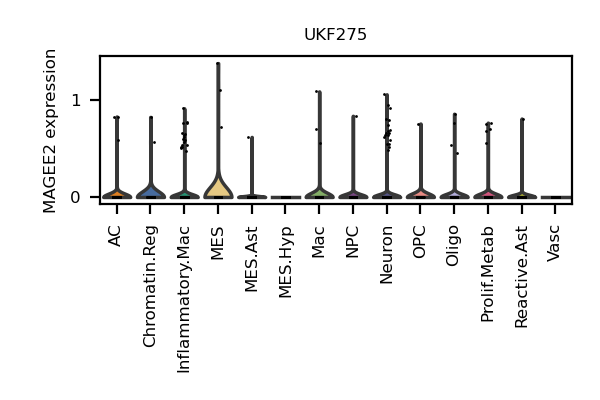 UKF275
MAGEE2 expression
1
0
AC
Chromatin.Reg
Inflammatory.Mac
MES
MES.Ast
MES.Hyp
Mac
NPC
Neuron
OPC
Oligo
Prolif.Metab
Reactive.Ast
Vasc